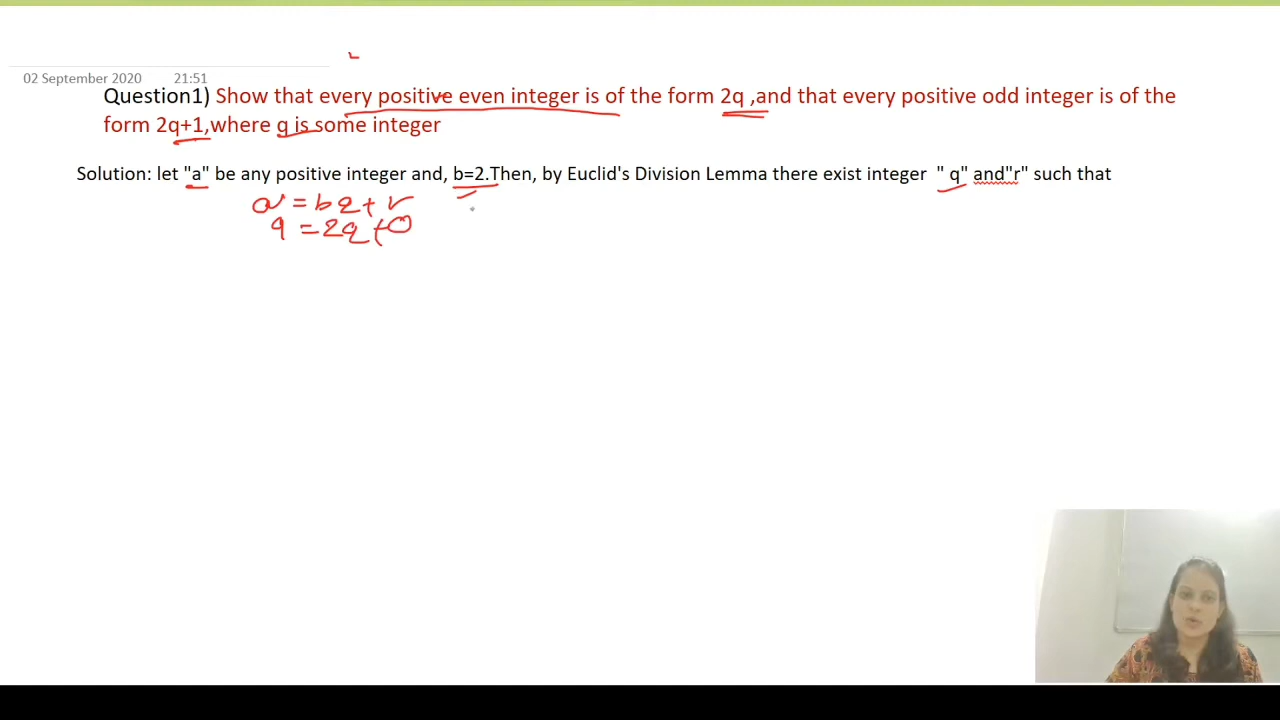 02 September 2020 21:51
Question1) Show that every positive even integer is of the form 2q ,and that every positive odd integer is of the
form 2q+1,where q is some integer
Solution: let "a" be any positive integer and, b=2.Then, by Euclid's Division Lemma there exist integer " q" and"r" such that
a = bq + r
a = 2q + 0